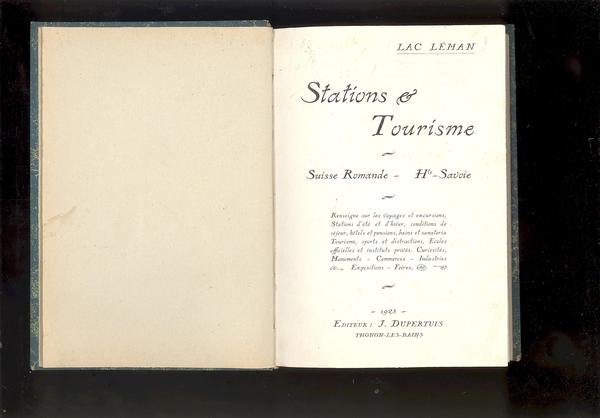 LAC LÉMAN
Stations &
Tourisme
Suisse Romande – Hte-Savoie
Renseigne sur les voyages et excursions,
Stations d'été et d'hiver, conditions de
séjour, hôtels et pensions, bains et sanatoria
Tourisme, sports et distractions, Ecoles
officielles et instituts privés. Curiosités,
Monuments – Commerces – Industries
Expositions – Foires,
– 1923 –
EDITEUR: J. DUPERTUIS
THONON-LES-BAINS